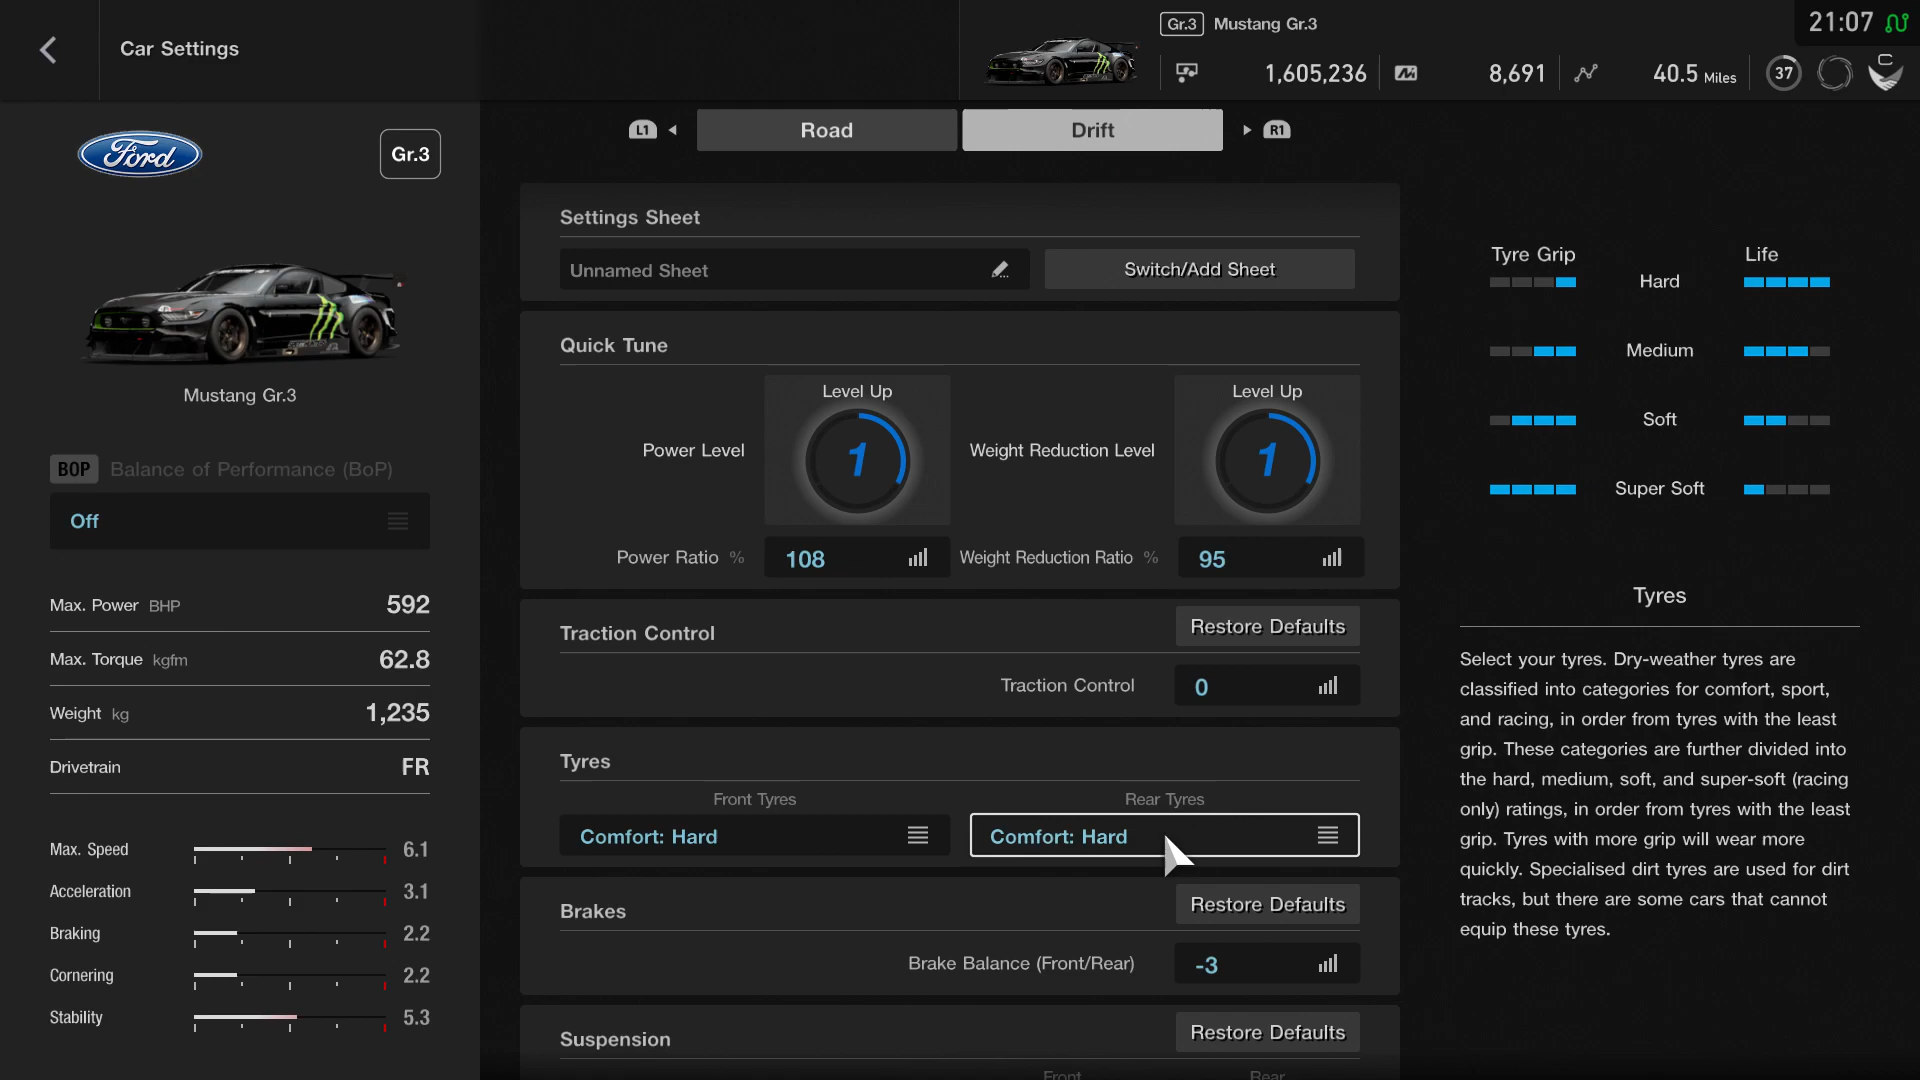 Car Settings
Gr.3 Mustang Gr.3
21:07
1,605,236
8,691
40.5 Miles
37
C
Ford
Gr.3
Mustang Gr.3
BOP Balance of Performance (BoP)
Off
Max. Power BHP 592
Max. Torque kgfm 62.8
Weight kg 1,235
Drivetrain FR
Max. Speed 6.1
Acceleration 3.1
Braking 2.2
Cornering 2.2
Stability 5.3
L1 Road Drift R1
Settings Sheet
Unnamed Sheet
Switch/Add Sheet
Quick Tune
Power Level
Level Up
1
Weight Reduction Level
Level Up
1
Power Ratio % 108
Weight Reduction Ratio % 95
Traction Control
Restore Defaults
Traction Control 0
Tyres
Front Tyres Rear Tyres
Comfort: Hard Comfort: Hard
Brakes
Restore Defaults
Brake Balance (Front/Rear) -3
Suspension
Restore Defaults
Front Rear
Tyre Grip Life
Hard
Medium
Soft
Super Soft
Tyres
Select your tyres. Dry-weather tyres are
classified into categories for comfort, sport,
and racing, in order from tyres with the least
grip. These categories are further divided into
the hard, medium, soft, and super-soft (racing
only) ratings, in order from tyres with the least
grip. Tyres with more grip will wear more
quickly. Specialised dirt tyres are used for dirt
tracks, but there are some cars that cannot
equip these tyres.